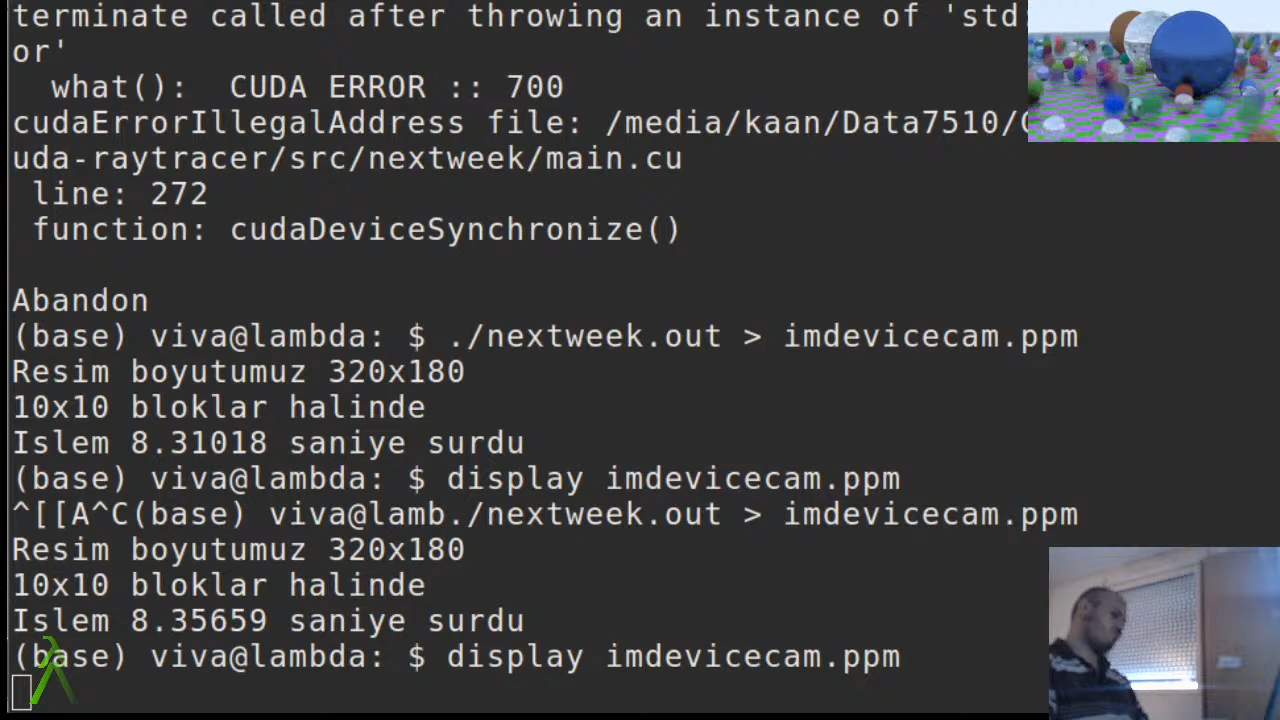 terminate called after throwing an instance of 'std:
or'
what():  CUDA ERROR :: 700
cudaErrorIllegalAddress file: /media/kaan/Data7510/
uda-raytracer/src/nextweek/main.cu
line: 272
function: cudaDeviceSynchronize()
Abandon
(base) viva@lambda: $ ./nextweek.out > imdevicecam.ppm
Resim boyutumuz 320x180
10x10 bloklar halinde
Islem 8.31018 saniye surdu
(base) viva@lambda: $ display imdevicecam.ppm
^[[A^C(base) viva@lamb./nextweek.out > imdevicecam.ppm
Resim boyutumuz 320x180
10x10 bloklar halinde
Islem 8.35659 saniye surdu
(base) viva@lambda: $ display imdevicecam.ppm
λ